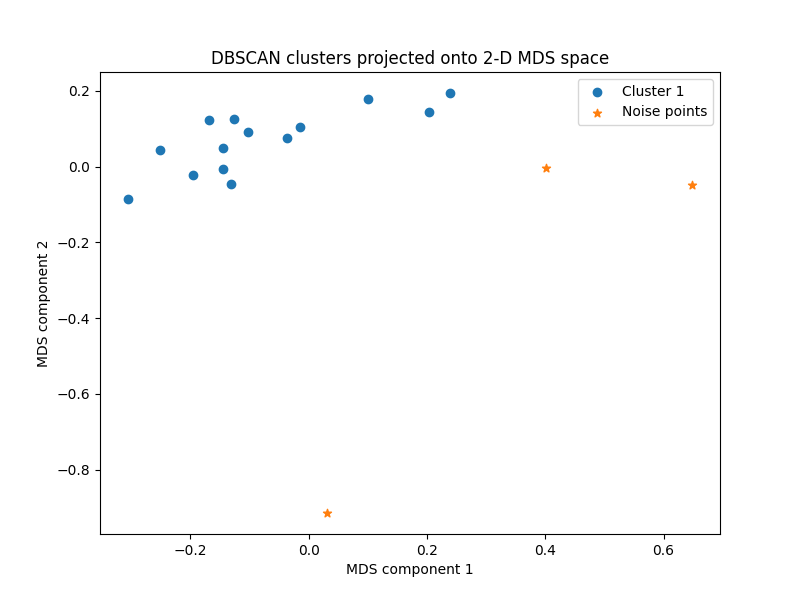 DBSCAN clusters projected onto 2-D MDS space
Cluster 1
Noise points
0.2
0.0
−0.2
−0.4
−0.6
−0.8
MDS component 2
−0.2
0.0
0.2
0.4
0.6
MDS component 1